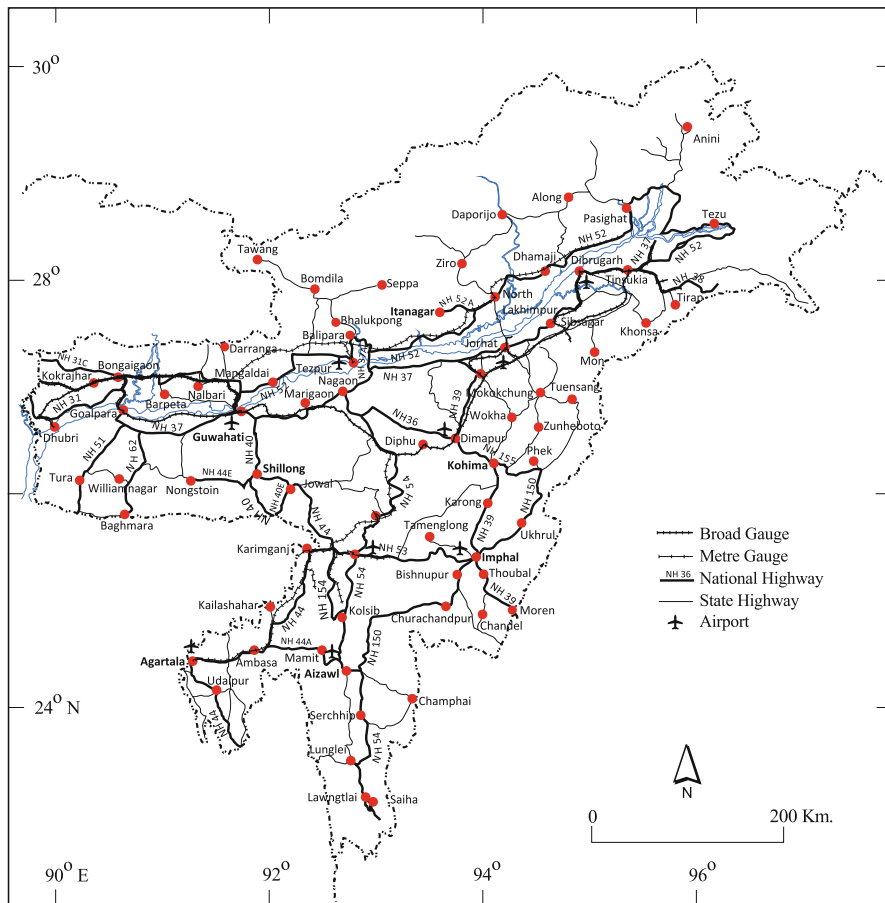 30°
Anini
Along
Daporijo
Pasighat
Tezu
NH 52
Tawang
Dhamaji
Dibrugarh
NH 52
28°
Ziro
Bomdila
Seppa
Tinsukia
NH 38
North
Lakhimpur
Itanagar
NH 52A
Tirap
Bhalukpong
Sibsagar
Khonsa
Balipara
Jorhat
Darranga
NH 52
Mon
NH 31C
Bongaigaon
Mangaldai
Tezpur
NH 37
Kokrajhar
Nagaon
Mokokchung
Tuensang
NH 31
Barpeta
Nalbari
NH 52
Marigaon
NH 39
Goalpara
Wokha
NH36
Zunheboto
Dhubri
NH 37
Guwahati
Diphu
Dimapur
NH 51
NH 62
NH 40
NH 155
Phek
Kohima
Tura
Williamnagar
NH 44E
Shillong
Jowai
NH 54
NH 150
Nongstoin
NH 40E
Karong
NH 40
Baghmara
NH 44
Tamenglong
NH 39
Ukhrul
Broad Gauge
Karimganj
NH 53
Imphal
Metre Gauge
NH 36
National Highway
Bishnupur
Thoubal
NH 54
NH 154
NH 39
State Highway
Kailashahar
Kolsib
Churachandpur
Moren
Airport
NH 44
Chandel
NH 44A
NH 150
Agartala
Ambasa
Mamit
Aizawl
Udalpur
Champhai
24° N
NH 44
Serchhip
NH 54
Lunglei
N
Lawngtlai
Saiha
0
200 Km.
90° E
92°
94°
96°